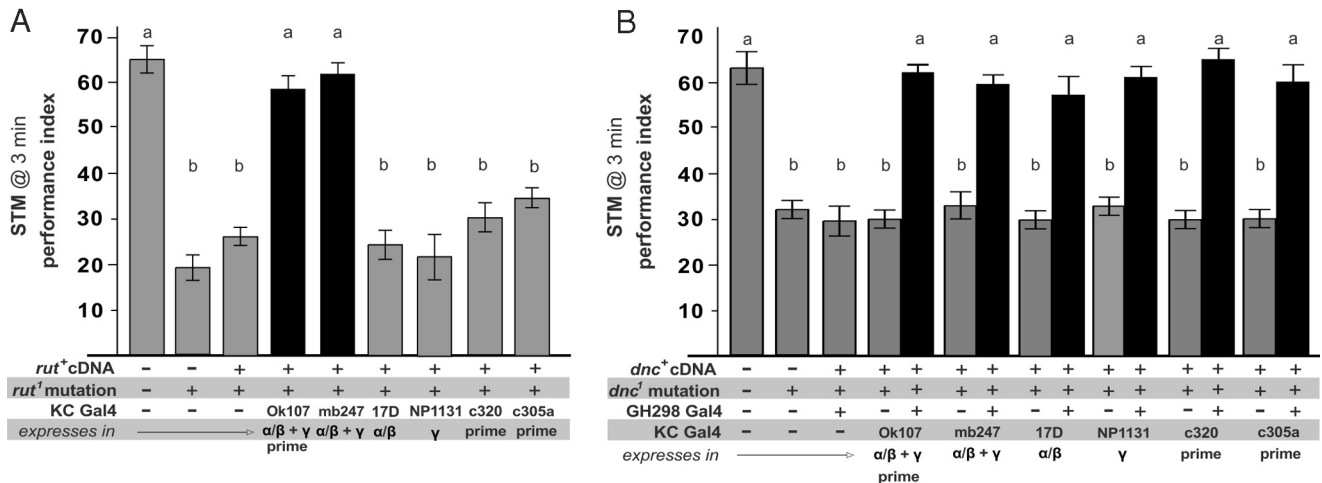 A
STM @ 3 min
performance index
70
60
50
40
30
20
10
a
b
b
a
a
b
b
b
b
rut+cDNA − − + + + + + + +
rut1 mutation − + + + + + + + +
KC Gal4 − − − Ok107 mb247 17D NP1131 c320 c305a
expresses in α/β + γ α/β + γ α/β γ prime prime
prime
B
STM @ 3 min
performance index
70
60
50
40
30
20
10
a
b
b
b
a
b
a
b
a
b
a
b
a
b
a
dnc+cDNA − − + + + + + + + + + + + + +
dnc1 mutation − + + + + + + + + + + + + + +
GH298 Gal4 − − + − + − + − + − + − + − +
KC Gal4 − − − Ok107 mb247 17D NP1131 c320 c305a
expresses in α/β + γ α/β + γ α/β γ prime prime
prime